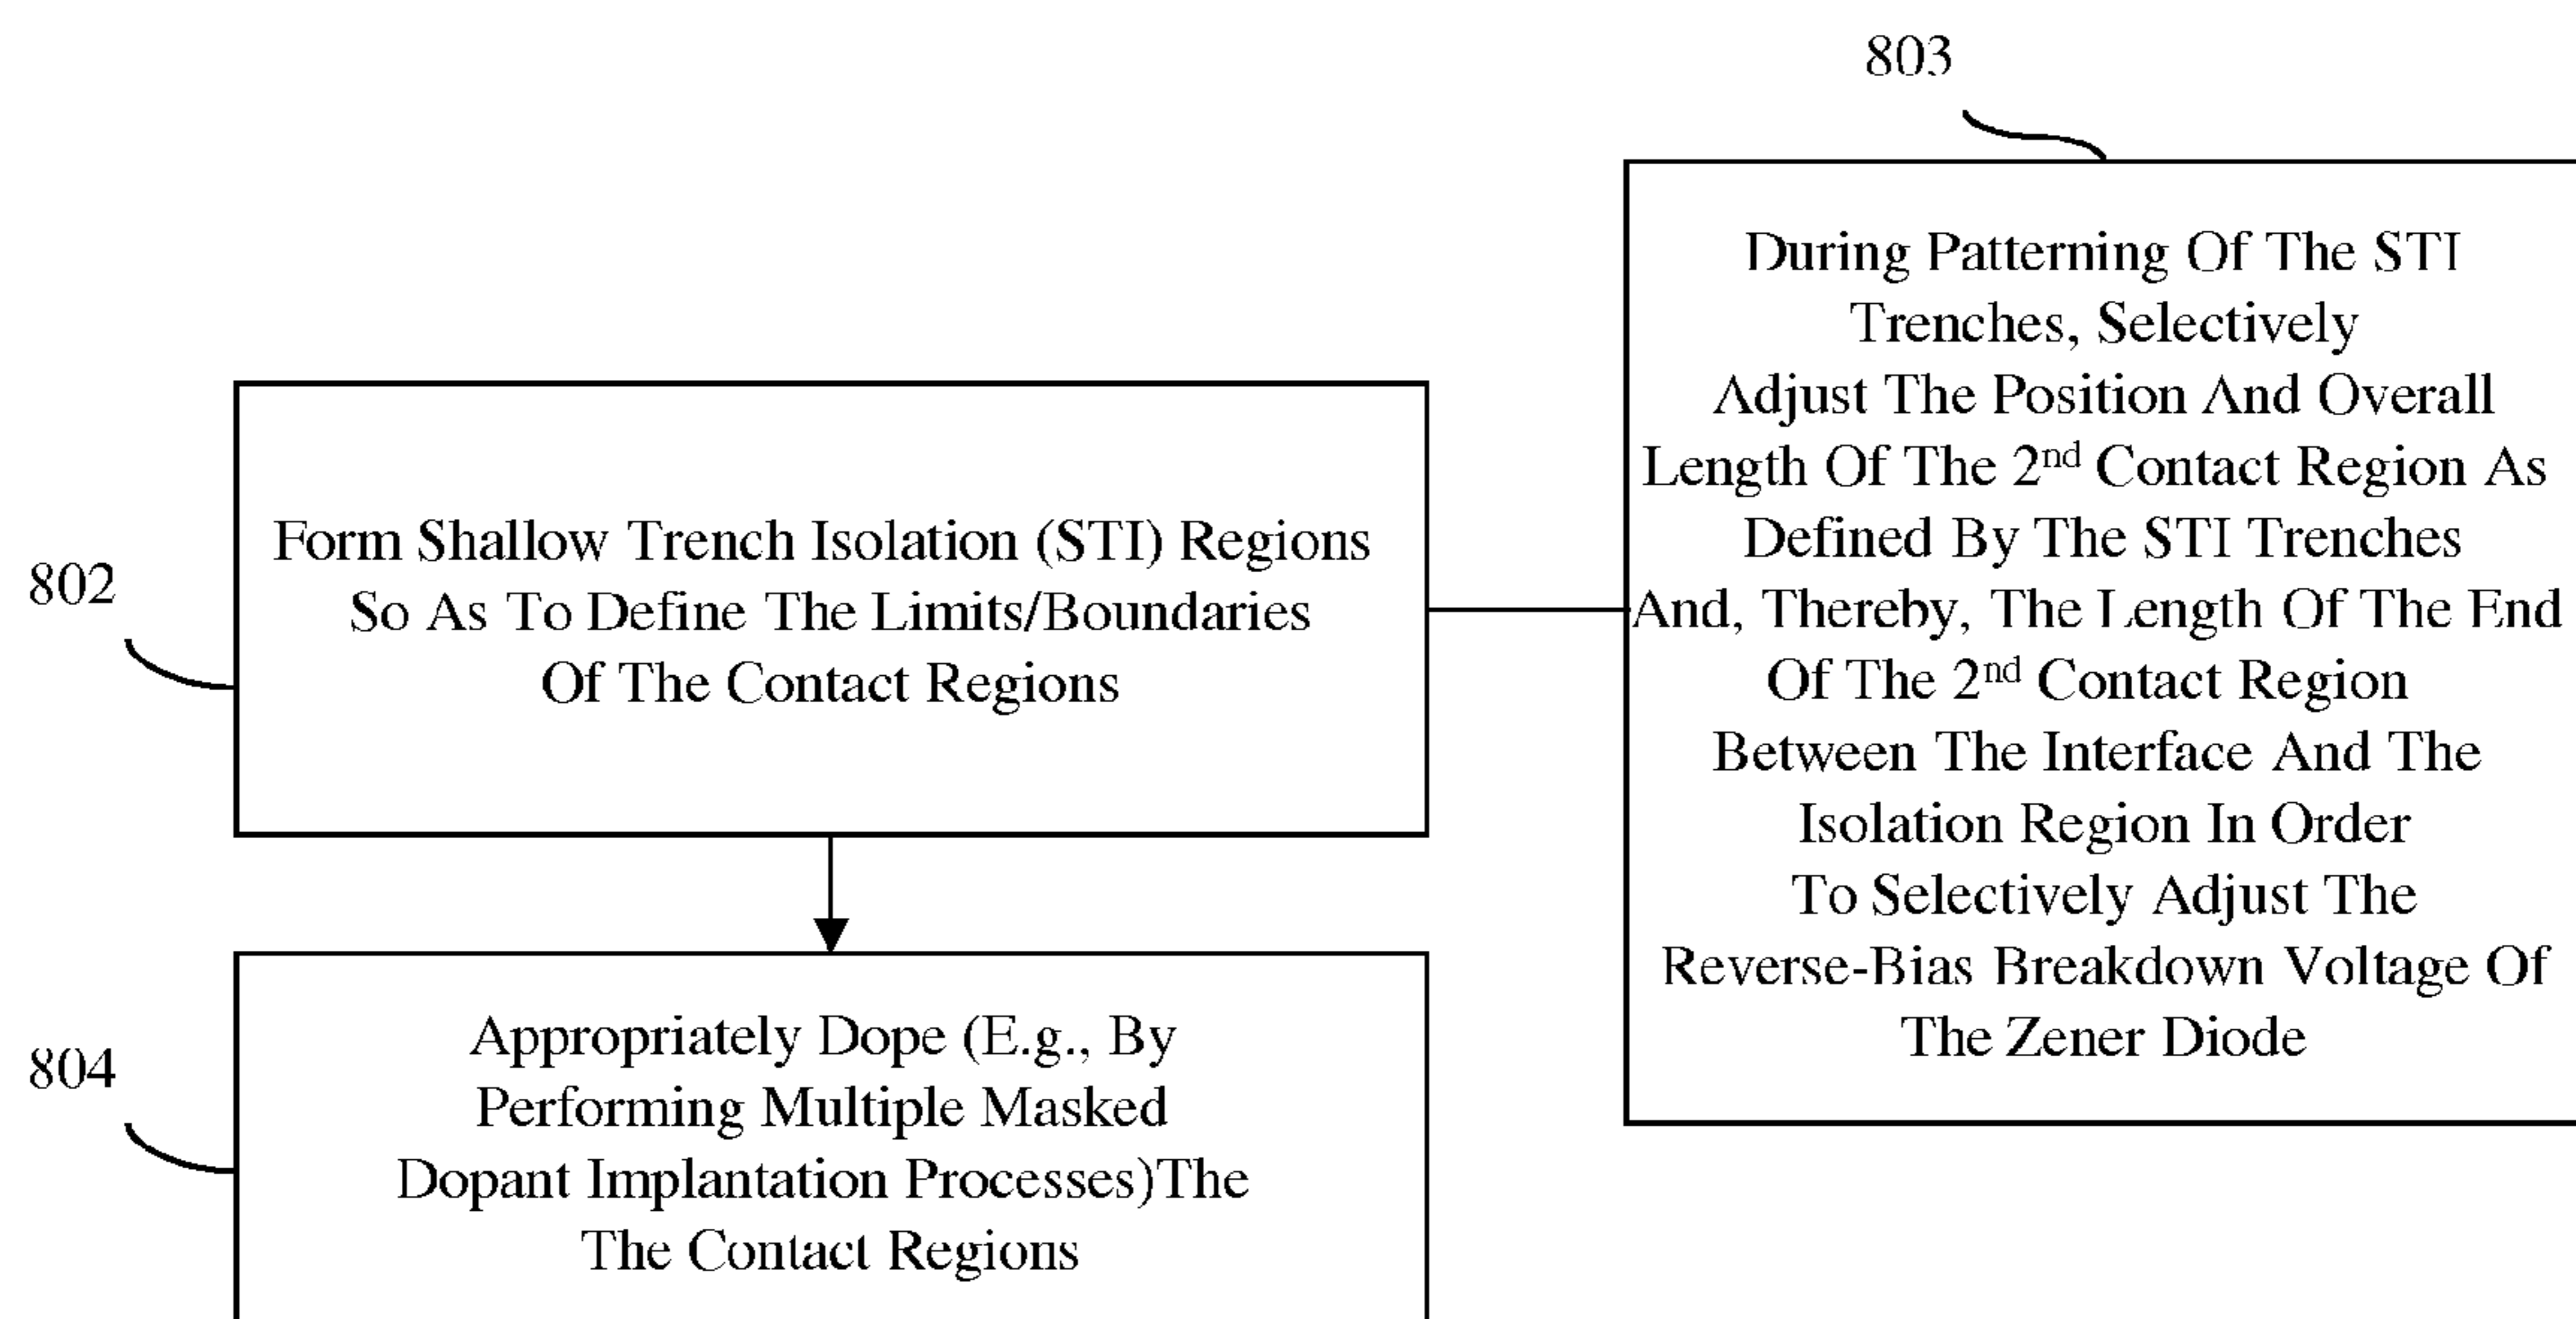 803
During Patterning Of The STI
Trenches, Selectively
Adjust The Position And Overall
Length Of The 2nd Contact Region As
Defined By The STI Trenches
And, Thereby, The Length Of The End
Of The 2nd Contact Region
Between The Interface And The
Isolation Region In Order
To Selectively Adjust The
Reverse-Bias Breakdown Voltage Of
The Zener Diode
802
Form Shallow Trench Isolation (STI) Regions
So As To Define The Limits/Boundaries
Of The Contact Regions
804
Appropriately Dope (E.g., By
Performing Multiple Masked
Dopant Implantation Processes)The
The Contact Regions